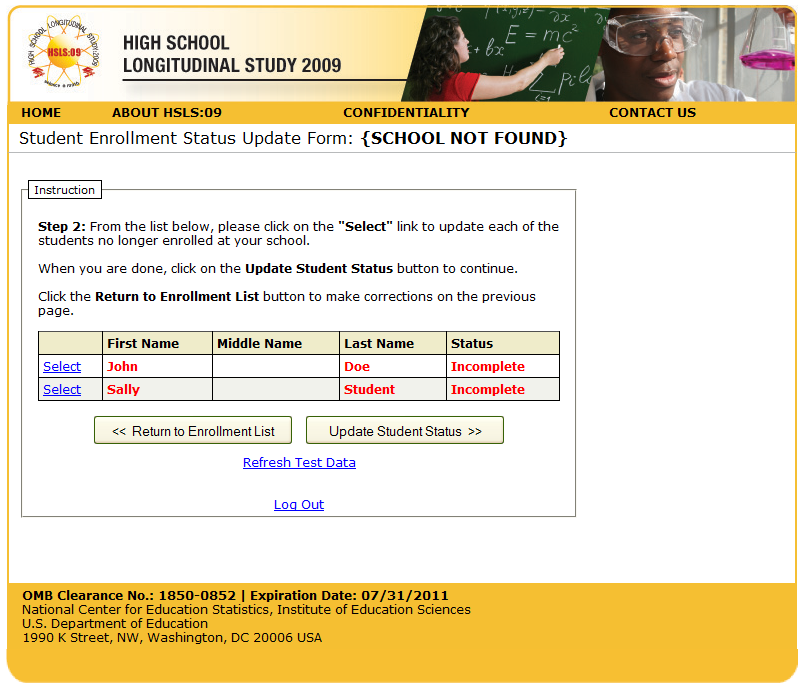 HIGH SCHOOL LONGITUDINAL STUDY 2009
HSLS:09
HIGH SCHOOL
LONGITUDINAL STUDY 2009
E = mc²
HOME ABOUT HSLS:09 CONFIDENTIALITY CONTACT US
Student Enrollment Status Update Form: {SCHOOL NOT FOUND}
Instruction
Step 2: From the list below, please click on the "Select" link to update each of the
students no longer enrolled at your school.
When you are done, click on the Update Student Status button to continue.
Click the Return to Enrollment List button to make corrections on the previous
page.
First Name Middle Name Last Name Status
Select John Doe Incomplete
Select Sally Student Incomplete
<< Return to Enrollment List Update Student Status >>
Refresh Test Data
Log Out
OMB Clearance No.: 1850-0852 | Expiration Date: 07/31/2011
National Center for Education Statistics, Institute of Education Sciences
U.S. Department of Education
1990 K Street, NW, Washington, DC 20006 USA